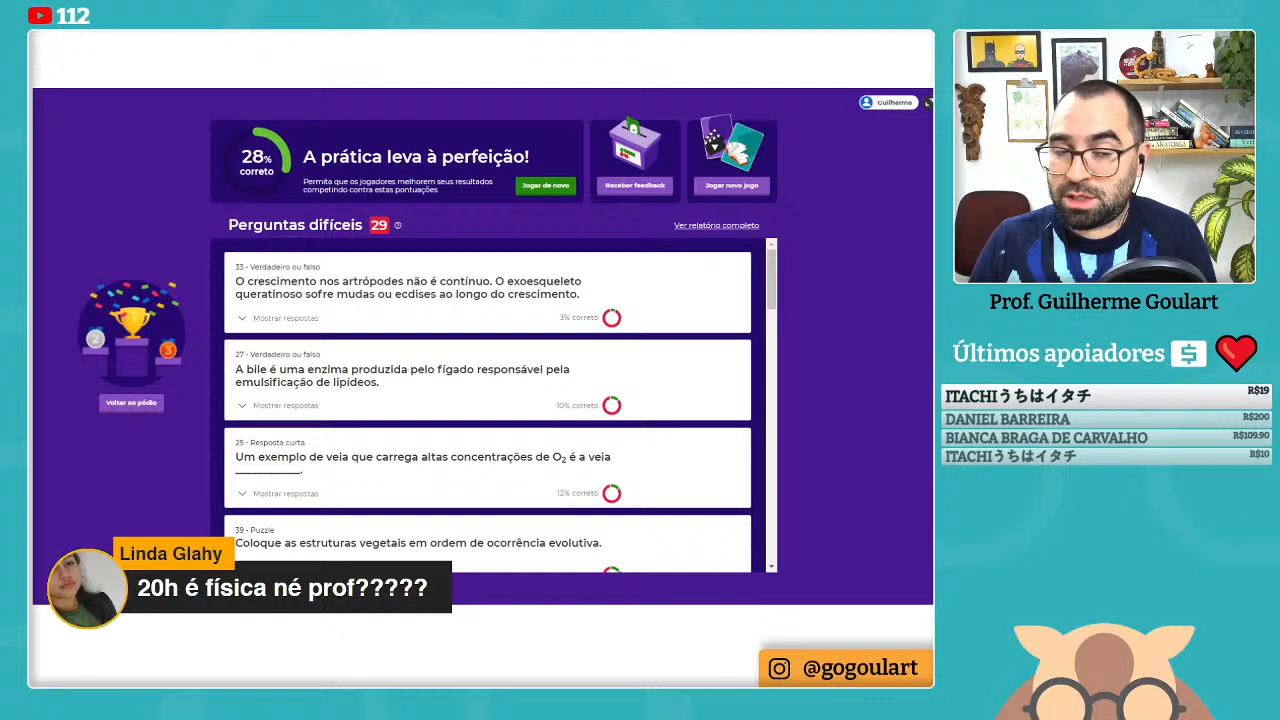 112
Guilherme
28%
correto
A prática leva à perfeição!
Permita que os jogadores melhorem seus resultados
competindo contra estas pontuações
Jogar de novo
Receber feedback
Jogar novo jogo
Perguntas difíceis 29
Ver relatório completo
33 - Verdadeiro ou falso
O crescimento nos artrópodes não é contínuo. O exoesqueleto
queratinoso sofre mudas ou ecdises ao longo do crescimento.
Mostrar respostas
3% correto
27 - Verdadeiro ou falso
A bile é uma enzima produzida pelo fígado responsável pela
emulsificação de lipídeos.
Mostrar respostas
10% correto
25 - Resposta curta
Um exemplo de veia que carrega altas concentrações de O₂ é a veia
___________.
Mostrar respostas
12% correto
39 - Puzzle
Coloque as estruturas vegetais em ordem de ocorrência evolutiva.
2
3
Voltar ao pódio
Linda Glahy
20h é física né prof?????
@gogoulart
ANATOMIA
Prof. Guilherme Goulart
Últimos apoiadores
ITACHIうちはイタチ R$19
DANIEL BARREIRA R$200
BIANCA BRAGA DE CARVALHO R$109.90
ITACHIうちはイタチ R$10